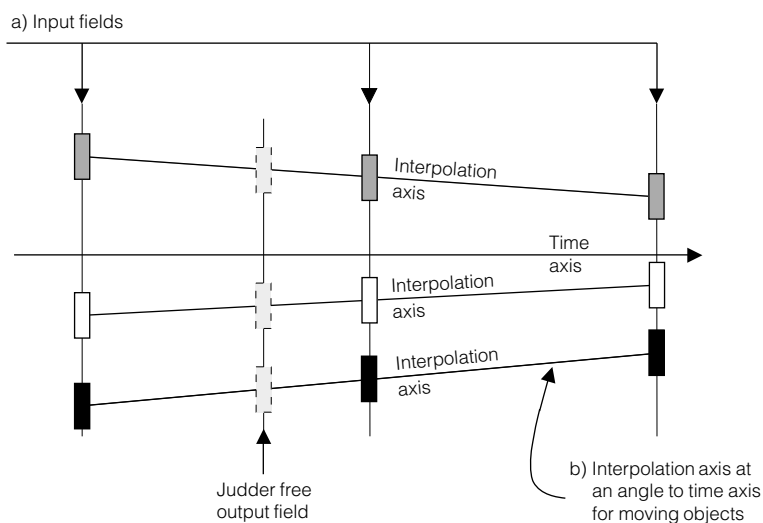 a) Input fields
Interpolation
axis
Time
axis
Interpolation
axis
Interpolation
axis
Judder free
output field
b) Interpolation axis at
an angle to time axis
for moving objects